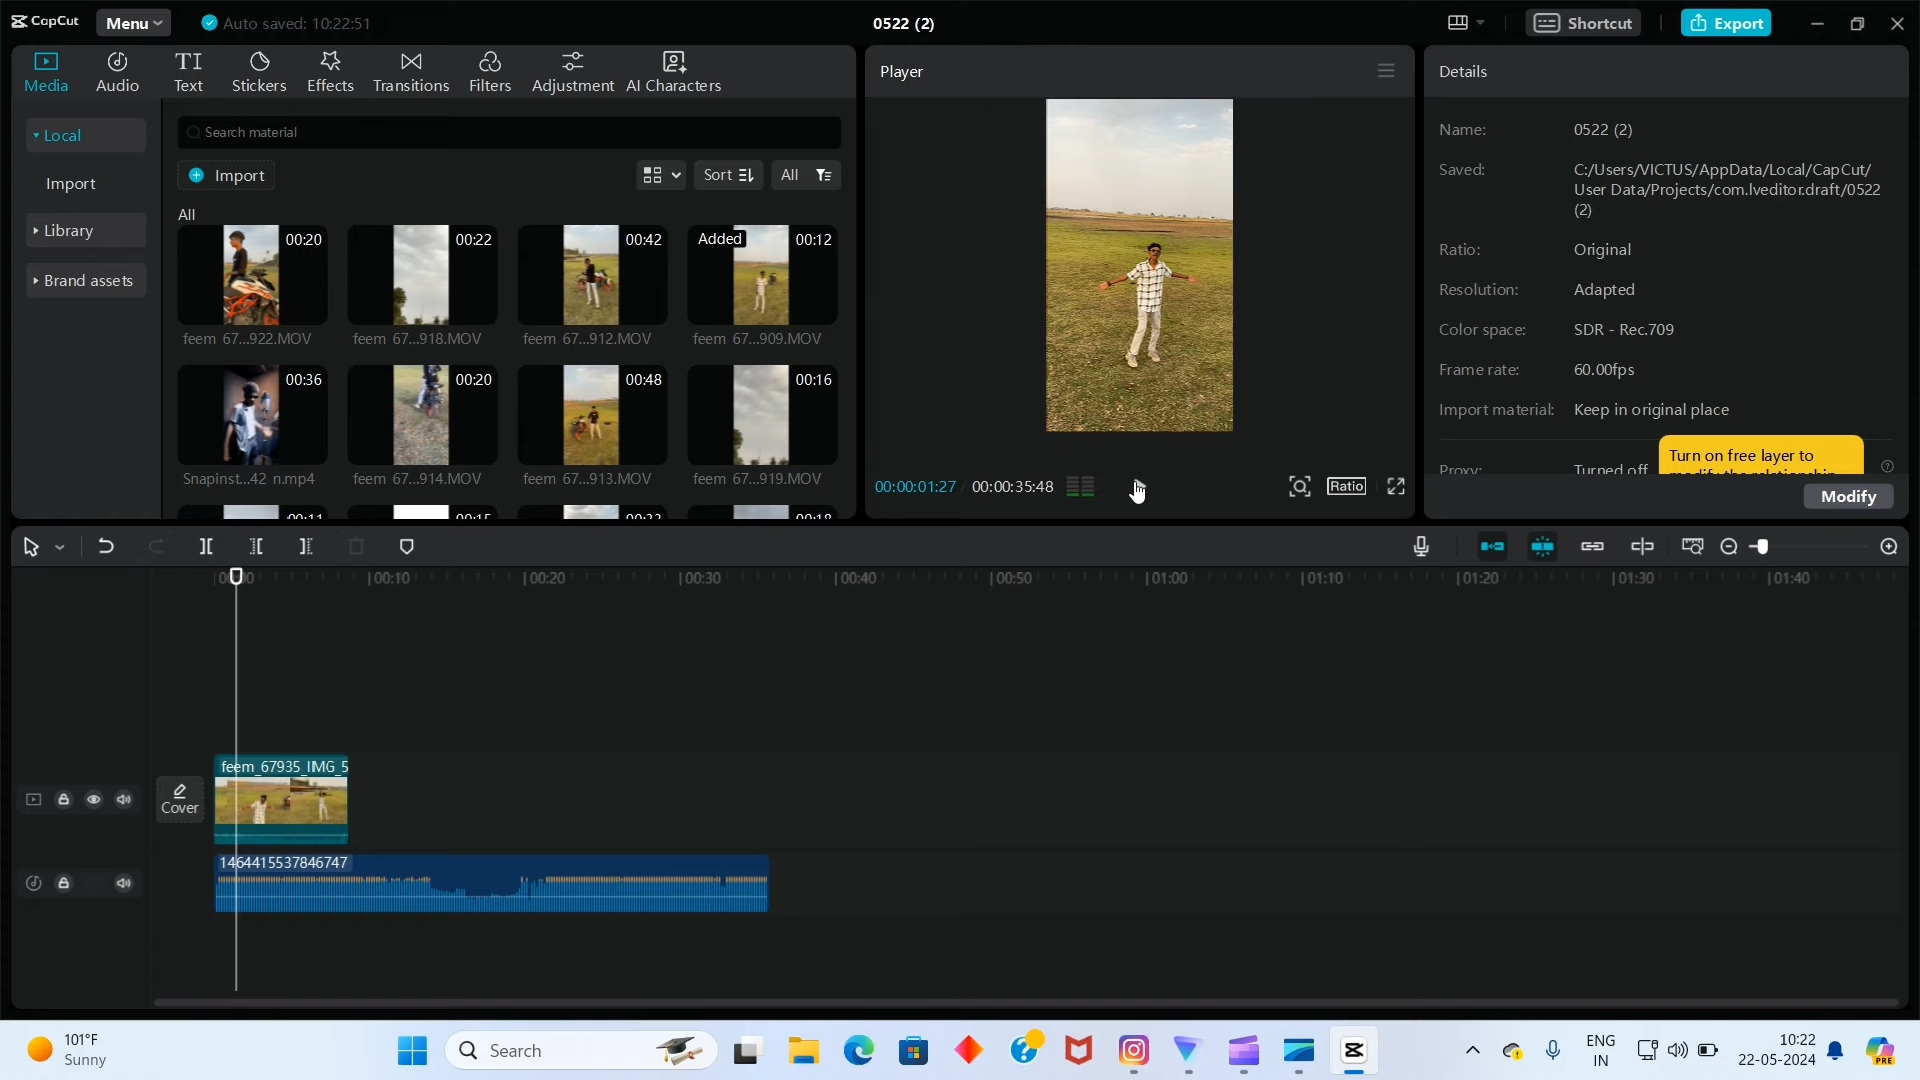 CapCut
Menu
Auto saved: 10:22:51
0522 (2)
Shortcut
Export
Media
Audio
Text
Stickers
Effects
Transitions
Filters
Adjustment
AI Characters
Player
Details
Local
Import
Library
Brand assets
Search material
Import
Sort
All
All
00:20
00:22
00:42
Added
00:12
feem 67...922.MOV
feem 67...918.MOV
feem 67...912.MOV
feem 67...909.MOV
00:36
00:20
00:48
00:16
Snapinst...42 n.mp4
feem 67...914.MOV
feem 67...913.MOV
feem 67...919.MOV
00:00:01:27
00:00:35:48
Ratio
Name:
0522 (2)
Saved:
C:/Users/VICTUS/AppData/Local/CapCut/
User Data/Projects/com.lveditor.draft/0522
(2)
Ratio:
Original
Resolution:
Adapted
Color space:
SDR - Rec.709
Frame rate:
60.00fps
Import material:
Keep in original place
Proxy:
Turned off
Turn on free layer to
modify the relationship
Modify
00:00
00:10
00:20
00:30
00:40
00:50
01:00
01:10
01:20
01:30
01:40
Cover
feem_67935_IMG_5
1464415537846747
101°F
Sunny
Search
ENG
IN
10:22
22-05-2024
PRE